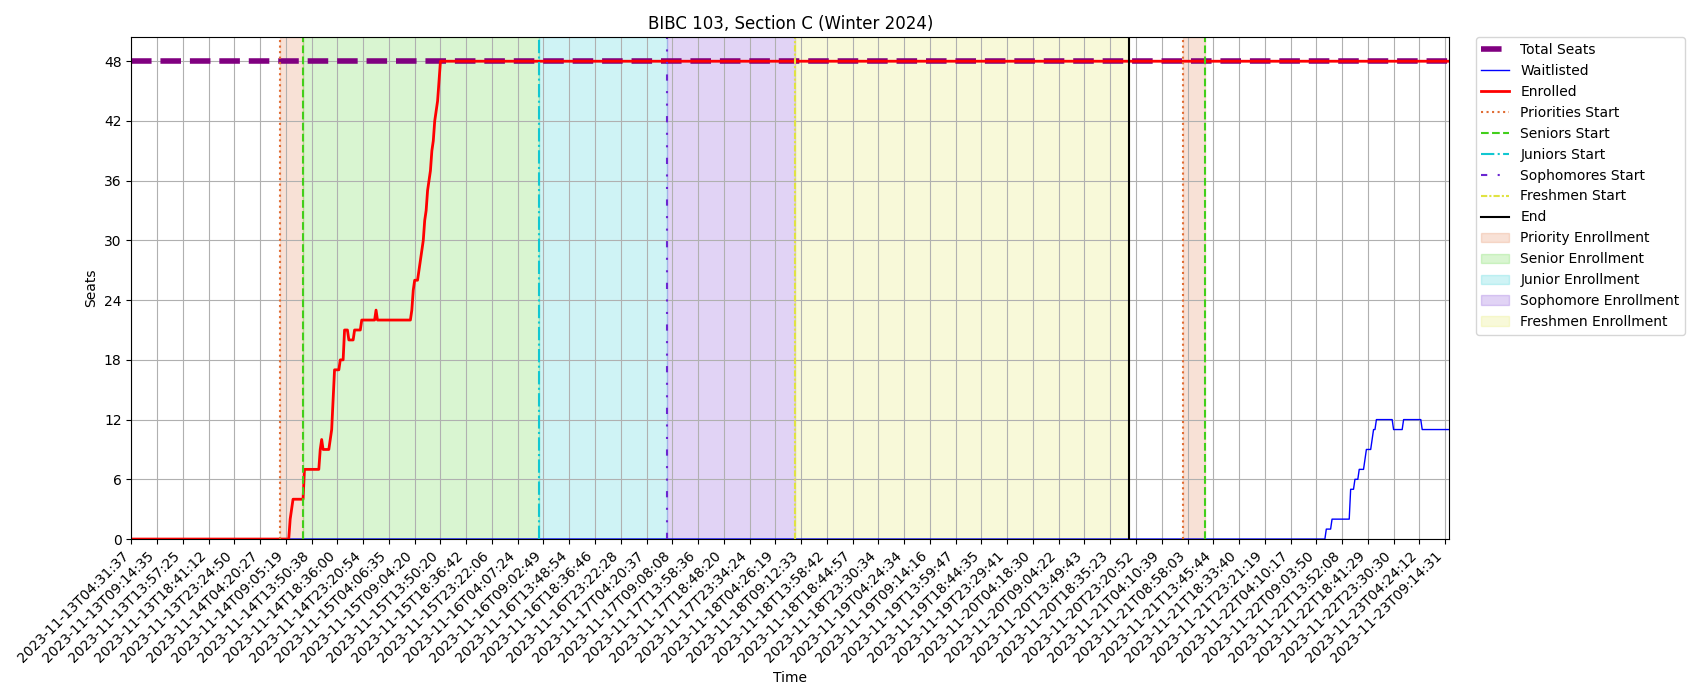 BIBC 103, Section C (Winter 2024)
Seats
48
42
36
30
24
18
12
6
0
2023-11-13T04:31:37
2023-11-13T09:14:35
2023-11-13T13:57:25
2023-11-13T18:41:12
2023-11-13T23:24:50
2023-11-14T04:20:27
2023-11-14T09:05:19
2023-11-14T13:50:38
2023-11-14T18:36:00
2023-11-14T23:20:54
2023-11-15T04:06:35
2023-11-15T09:04:20
2023-11-15T13:50:20
2023-11-15T18:36:42
2023-11-15T23:22:06
2023-11-16T04:07:24
2023-11-16T09:02:49
2023-11-16T13:48:54
2023-11-16T18:36:46
2023-11-16T23:22:28
2023-11-17T04:20:37
2023-11-17T09:08:08
2023-11-17T13:58:36
2023-11-17T18:48:20
2023-11-17T23:34:24
2023-11-18T04:26:19
2023-11-18T09:12:33
2023-11-18T13:58:42
2023-11-18T18:44:57
2023-11-18T23:30:34
2023-11-19T04:24:34
2023-11-19T09:14:16
2023-11-19T13:59:47
2023-11-19T18:44:35
2023-11-19T23:29:41
2023-11-20T04:18:30
2023-11-20T09:04:22
2023-11-20T13:49:43
2023-11-20T18:35:23
2023-11-20T23:20:52
2023-11-21T04:10:39
2023-11-21T08:58:03
2023-11-21T13:45:44
2023-11-21T18:33:40
2023-11-21T23:21:19
2023-11-22T04:10:17
2023-11-22T09:03:50
2023-11-22T13:52:08
2023-11-22T18:41:29
2023-11-22T23:30:30
2023-11-23T04:24:12
2023-11-23T09:14:31
Time
Total Seats
Waitlisted
Enrolled
Priorities Start
Seniors Start
Juniors Start
Sophomores Start
Freshmen Start
End
Priority Enrollment
Senior Enrollment
Junior Enrollment
Sophomore Enrollment
Freshmen Enrollment